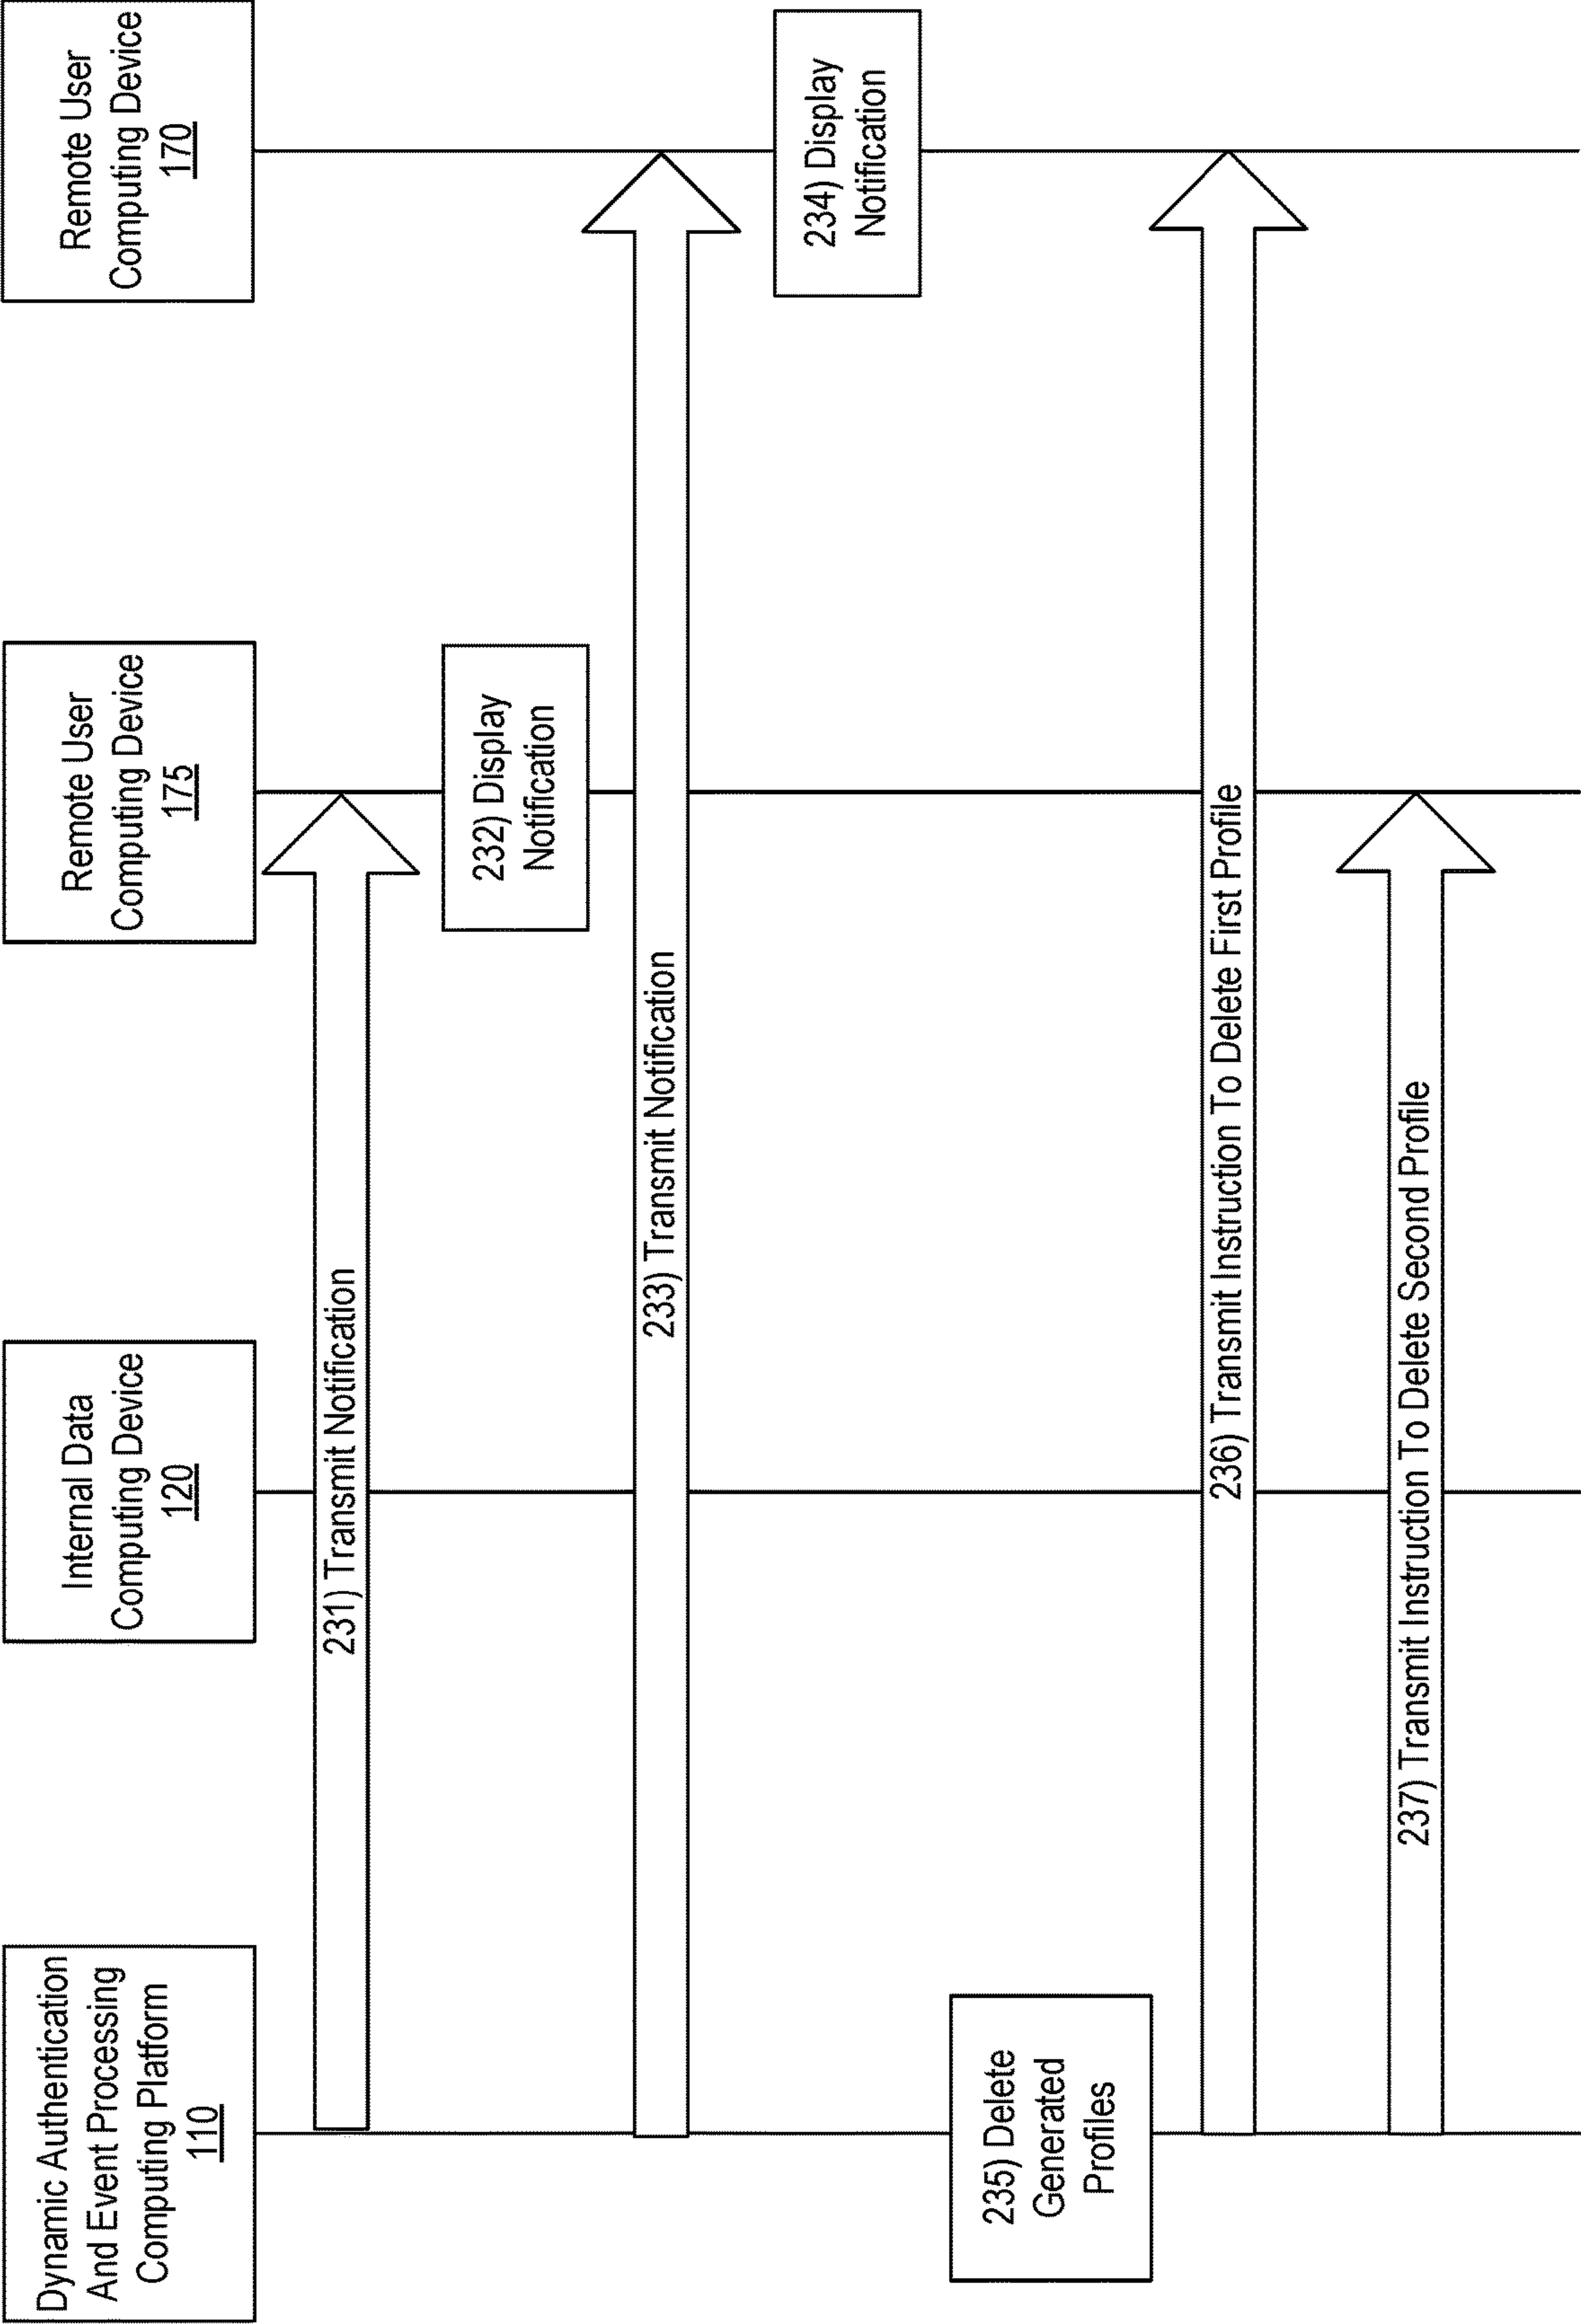 Dynamic Authentication
And Event Processing
Computing Platform
110
Internal Data
Computing Device
120
Remote User
Computing Device
175
Remote User
Computing Device
170
231) Transmit Notification
232) Display
Notification
233) Transmit Notification
234) Display
Notification
235) Delete
Generated
Profiles
236) Transmit Instruction To Delete First Profile
237) Transmit Instruction To Delete Second Profile